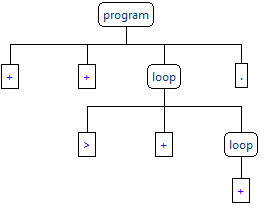 program
+ + loop .
> + loop
+